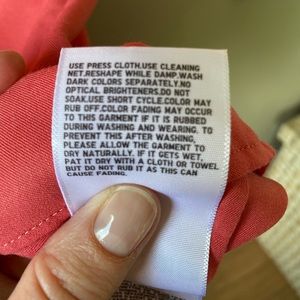 USE PRESS CLOTH.USE CLEANING
NET.RESHAPE WHILE DAMP.WASH
DARK COLORS SEPARATELY.NO
OPTICAL BRIGHTENERS.DO NOT
SOAK.USE SHORT CYCLE.COLOR MAY
RUB OFF.COLOR FADING MAY OCCUR
TO THIS GARMENT IF IT IS RUBBED
DURING WASHING AND WEARING. TO
PREVENT THIS AFTER WASHING,
PLEASE ALLOW THE GARMENT TO
DRY NATURALLY. IF IT GETS WET,
PAT IT DRY WITH A CLOTH OR TOWEL
BUT DO NOT RUB IT AS THIS CAN
CAUSE FADING.